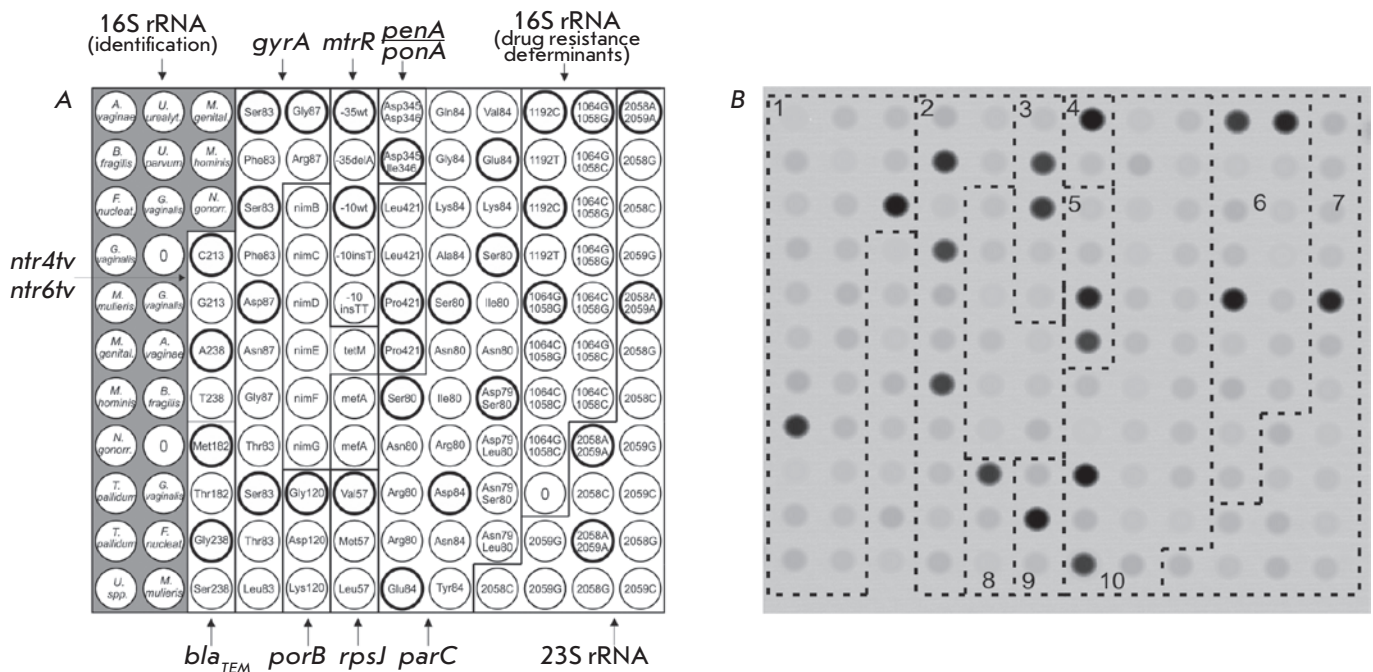 16S rRNA
(identification)
gyrA
mtrR
penA
ponA
16S rRNA
(drug resistance
determinants)
A
A. vaginae U. urealyt. M. genital. Ser83 Gly87 -35wt Asp345 Asp346 Gln84 Val84 1192C 1064G 1058G 2058A 2059A
B. fragilis U. parvum M. hominis Phe83 Arg87 -35delA Asp345 Ile346 Gly84 Glu84 1192T 1064G 1058C 2058G
F. nucleat. G. vaginalis N. gonorr. Ser83 nimB -10wt Leu421 Lys84 Lys84 1192C 1064C 1058G 2058C
G. vaginalis 0 C213 Phe83 nimC -10insT Leu421 Ala84 Ser80 1192T 1064G 1058G 2059G
M. mulieris G. vaginalis G213 Asp87 nimD -10 insTT Pro421 Ser80 Ile80 1064G 1058G 1064G 1058C 2058A 2059A
M. genital. A. vaginae A238 Asn87 nimE tetM Pro421 Asn80 Asn80 1064C 1058G 1064C 1058G 2058G
M. hominis B. fragilis T238 Gly87 nimF mefA Ser80 Ile80 Asp79 Ser80 1064C 1058C 1064C 1058C 2058C
N. gonorr. 0 Met182 Thr83 nimG mefA Asn80 Arg80 Asp79 Leu80 1064G 1058C 2058A 2059A 2059G
T. pallidum G. vaginalis Thr182 Ser83 Gly120 Val57 Arg80 Asp84 Asn79 Ser80 0 2058C 2059C
T. pallidum F. nucleat. Gly238 Thr83 Asp120 Met57 Arg80 Asn84 Asn79 Leu80 2059G 2058A 2059A 2058G
U. spp. M. mulieris Ser238 Leu83 Lys120 Leu57 Glu84 Tyr84 2058C 2059G 2058G 2059C
ntr4tv
ntr6tv
blaTEM
porB
rpsJ
parC
23S rRNA
B
1 2 3 4
5 6 7
8 9 10